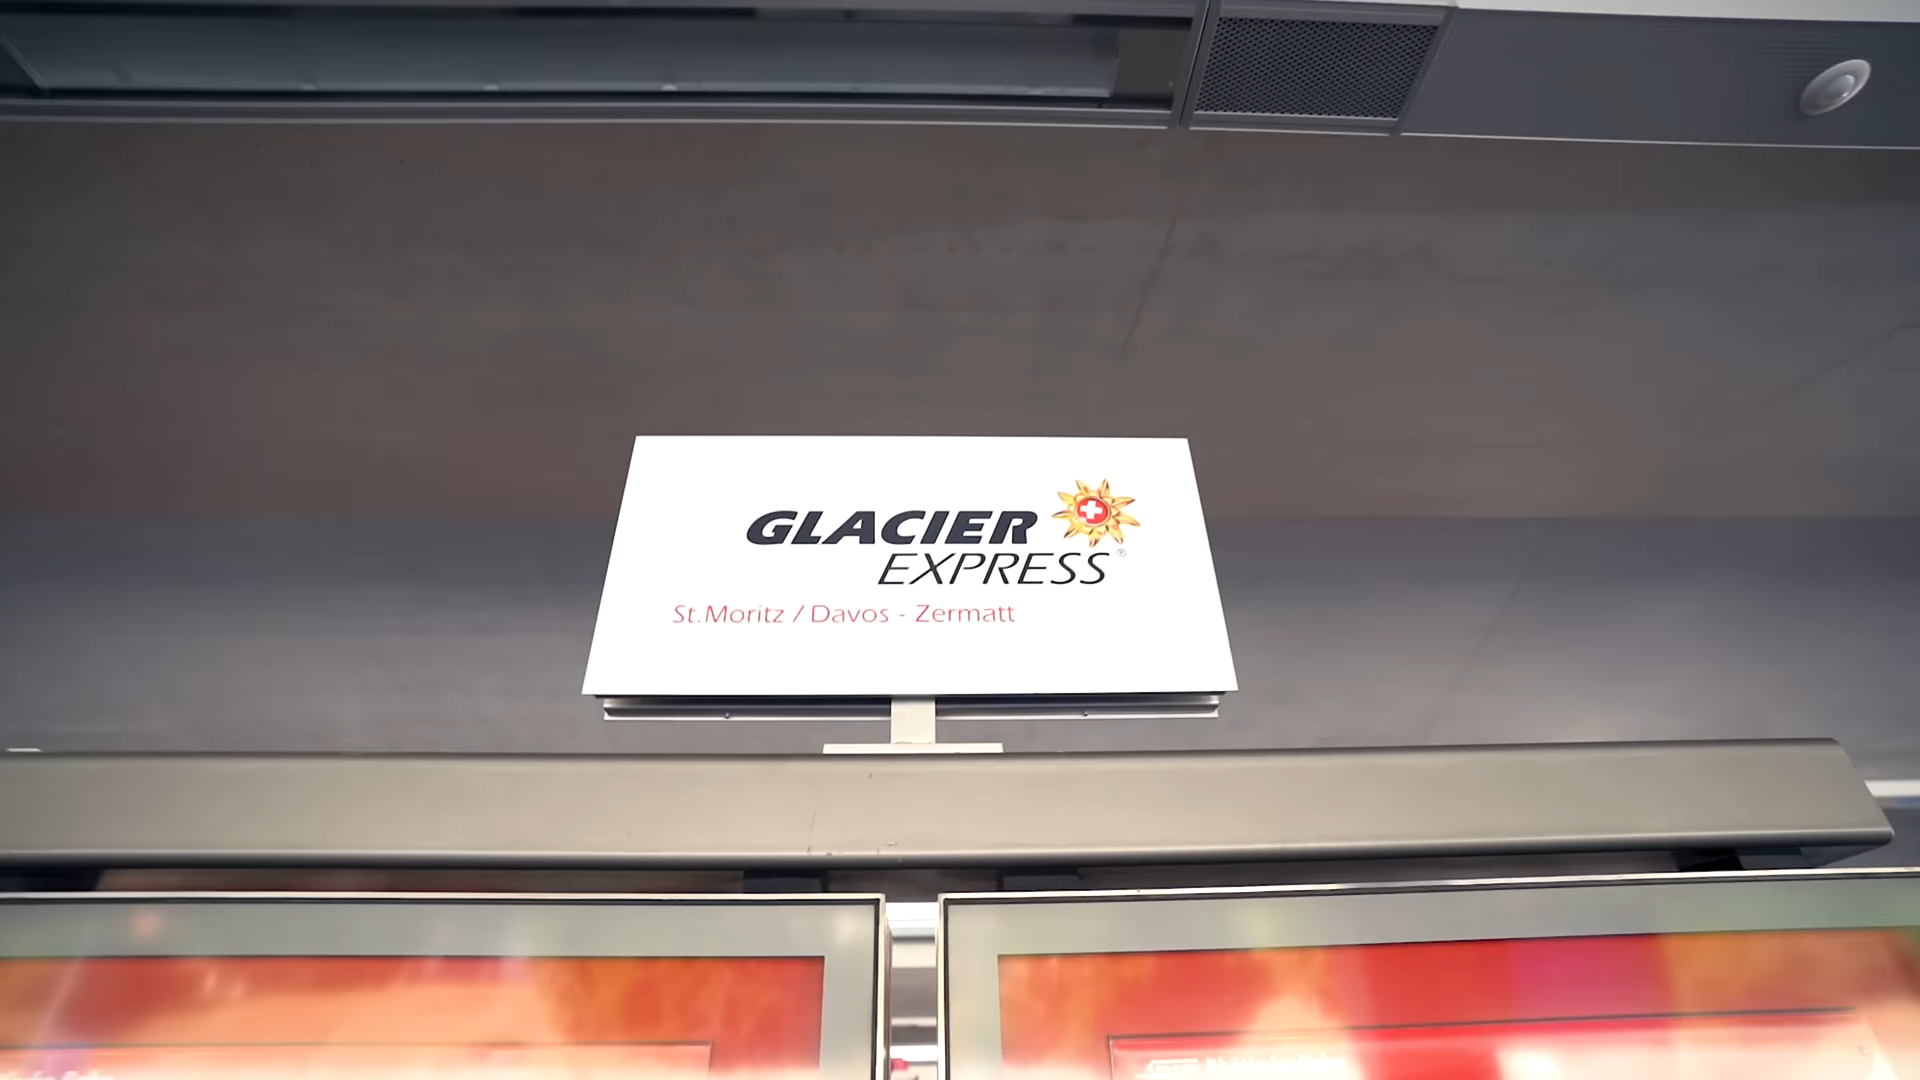 GLACIER
EXPRESS®
St.Moritz / Davos - Zermatt